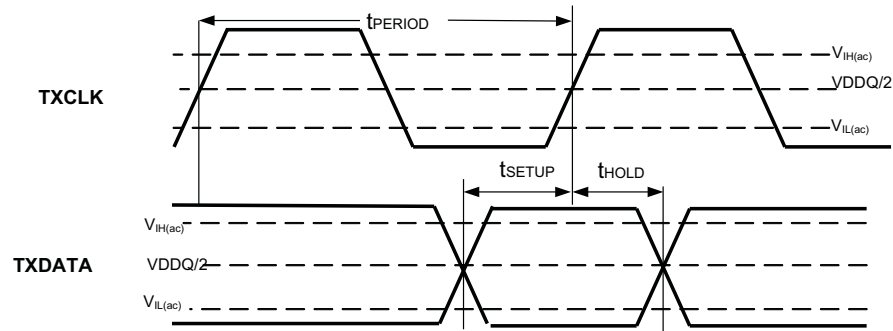 tPERIOD
VIH(ac)
VDDQ/2
TXCLK
VIL(ac)
tSETUP
tHOLD
VIH(ac)
TXDATA
VDDQ/2
VIL(ac)